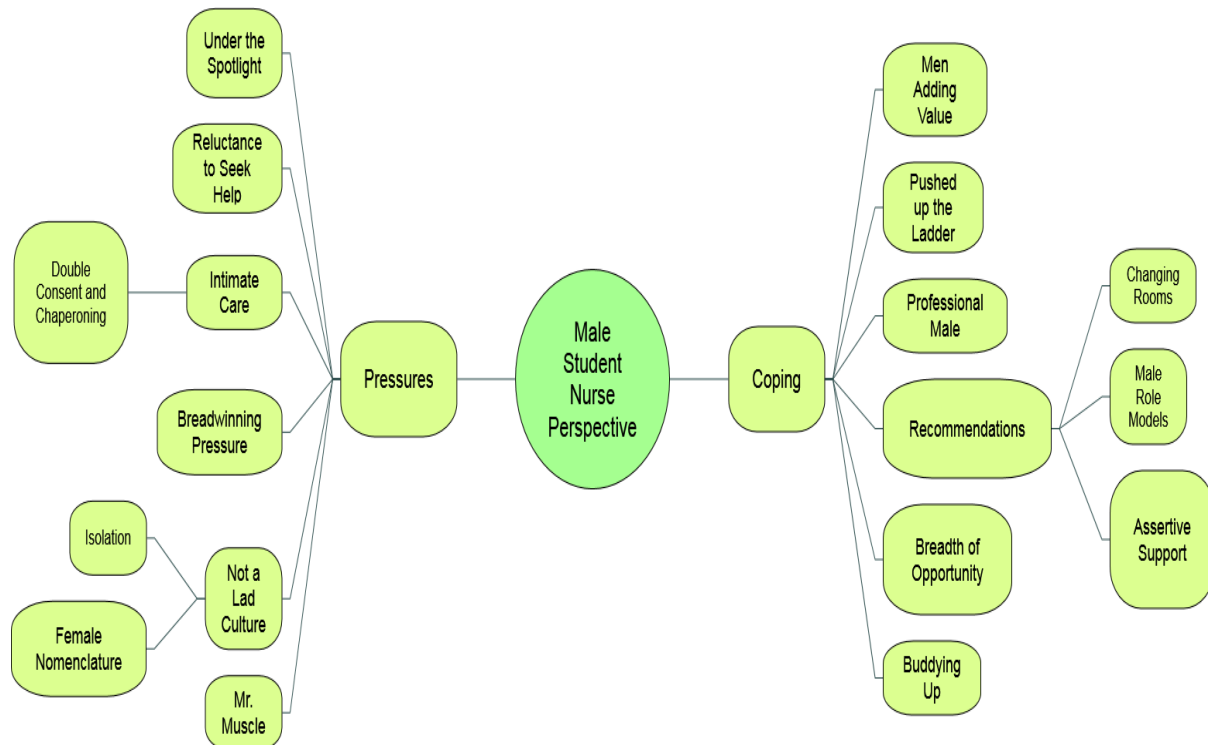 Under the
Spotlight
Reluctance
to Seek
Help
Double
Consent and
Chaperoning
Intimate
Care
Pressures
Breadwinning
Pressure
Isolation
Female
Nomenclature
Not a
Lad
Culture
Mr.
Muscle
Male
Student
Nurse
Perspective
Coping
Men
Adding
Value
Pushed
up the
Ladder
Professional
Male
Recommendations
Changing
Rooms
Male
Role
Models
Assertive
Support
Breadth of
Opportunity
Buddying
Up